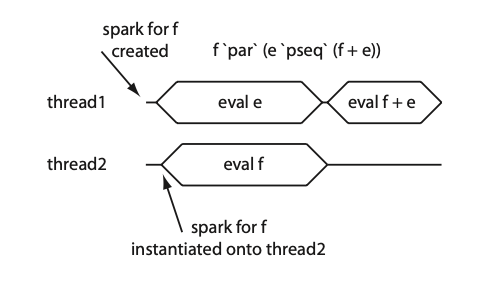 spark for f
created
f `par` (e `pseq` (f + e))
thread1
eval e
eval f + e
thread2
eval f
spark for f
instantiated onto thread2